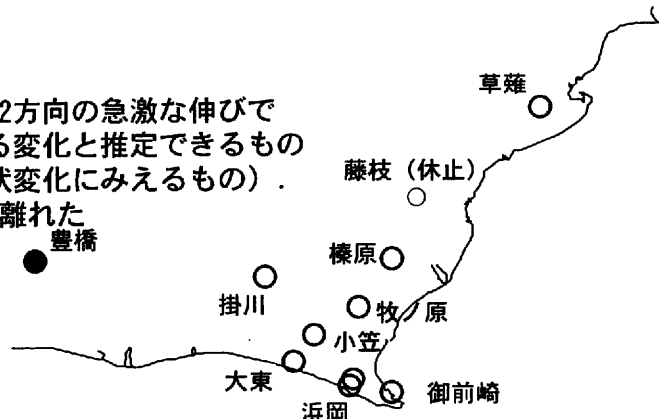 2方向の急激な伸びで
る変化と推定できるもの
状変化にみえるもの）．
離れた
草薙
藤枝（休止）
豊橋
榛原
掛川
牧ノ原
小笠
大東
浜岡
御前崎